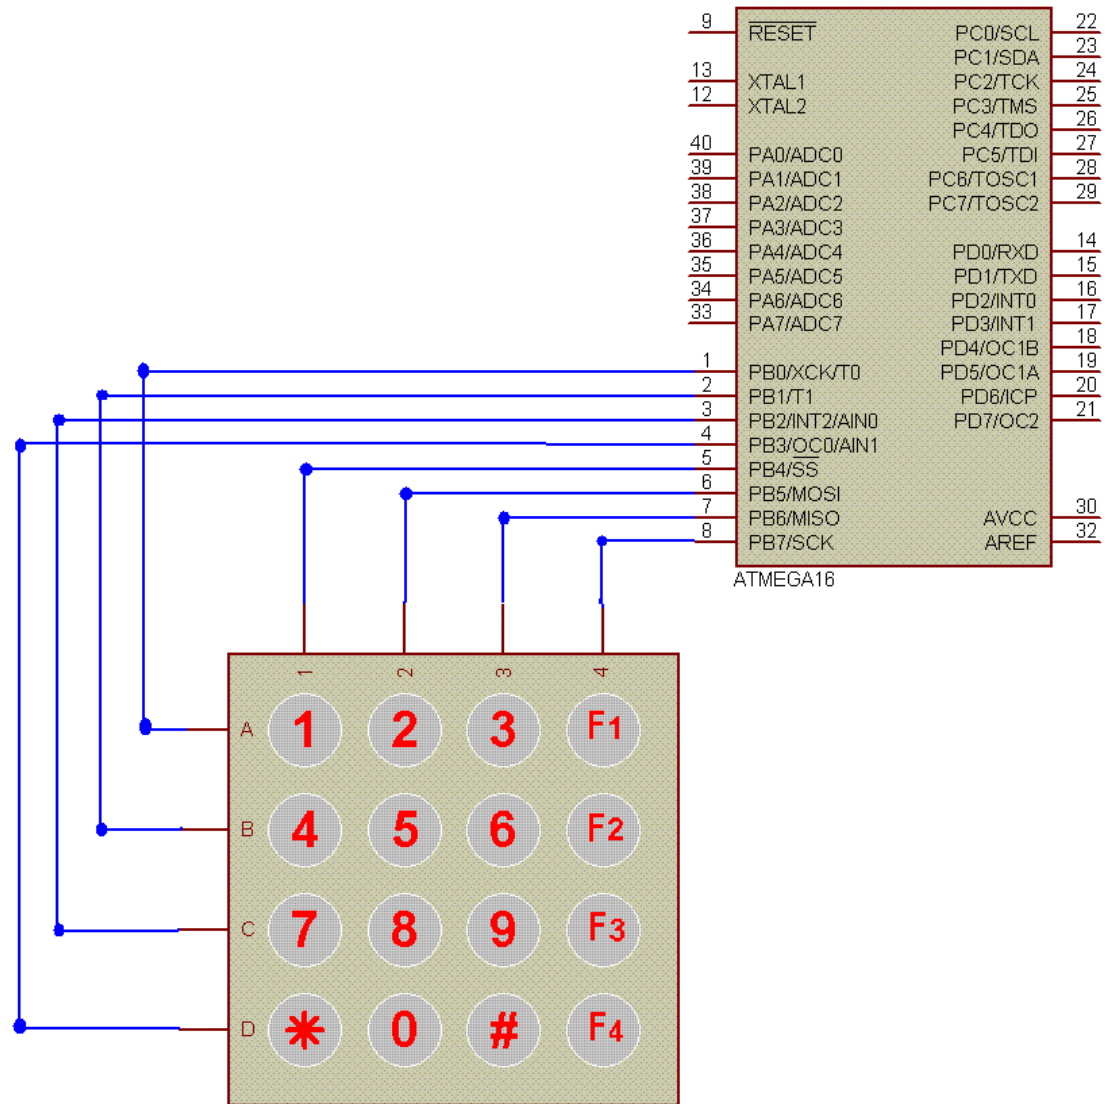 9 RESET PC0/SCL 22
PC1/SDA 23
13 XTAL1 PC2/TCK 24
12 XTAL2 PC3/TMS 25
PC4/TDO 26
40 PA0/ADC0 PC5/TDI 27
39 PA1/ADC1 PC6/TOSC1 28
38 PA2/ADC2 PC7/TOSC2 29
37 PA3/ADC3
36 PA4/ADC4 PD0/RXD 14
35 PA5/ADC5 PD1/TXD 15
34 PA6/ADC6 PD2/INT0 16
33 PA7/ADC7 PD3/INT1 17
PD4/OC1B 18
1 PB0/XCK/T0 PD5/OC1A 19
2 PB1/T1 PD6/ICP 20
3 PB2/INT2/AIN0 PD7/OC2 21
4 PB3/OC0/AIN1
5 PB4/SS
6 PB5/MOSI
7 PB6/MISO AVCC 30
8 PB7/SCK AREF 32
ATMEGA16
1 2 3 4
A 1 2 3 F1
B 4 5 6 F2
C 7 8 9 F3
D * 0 # F4